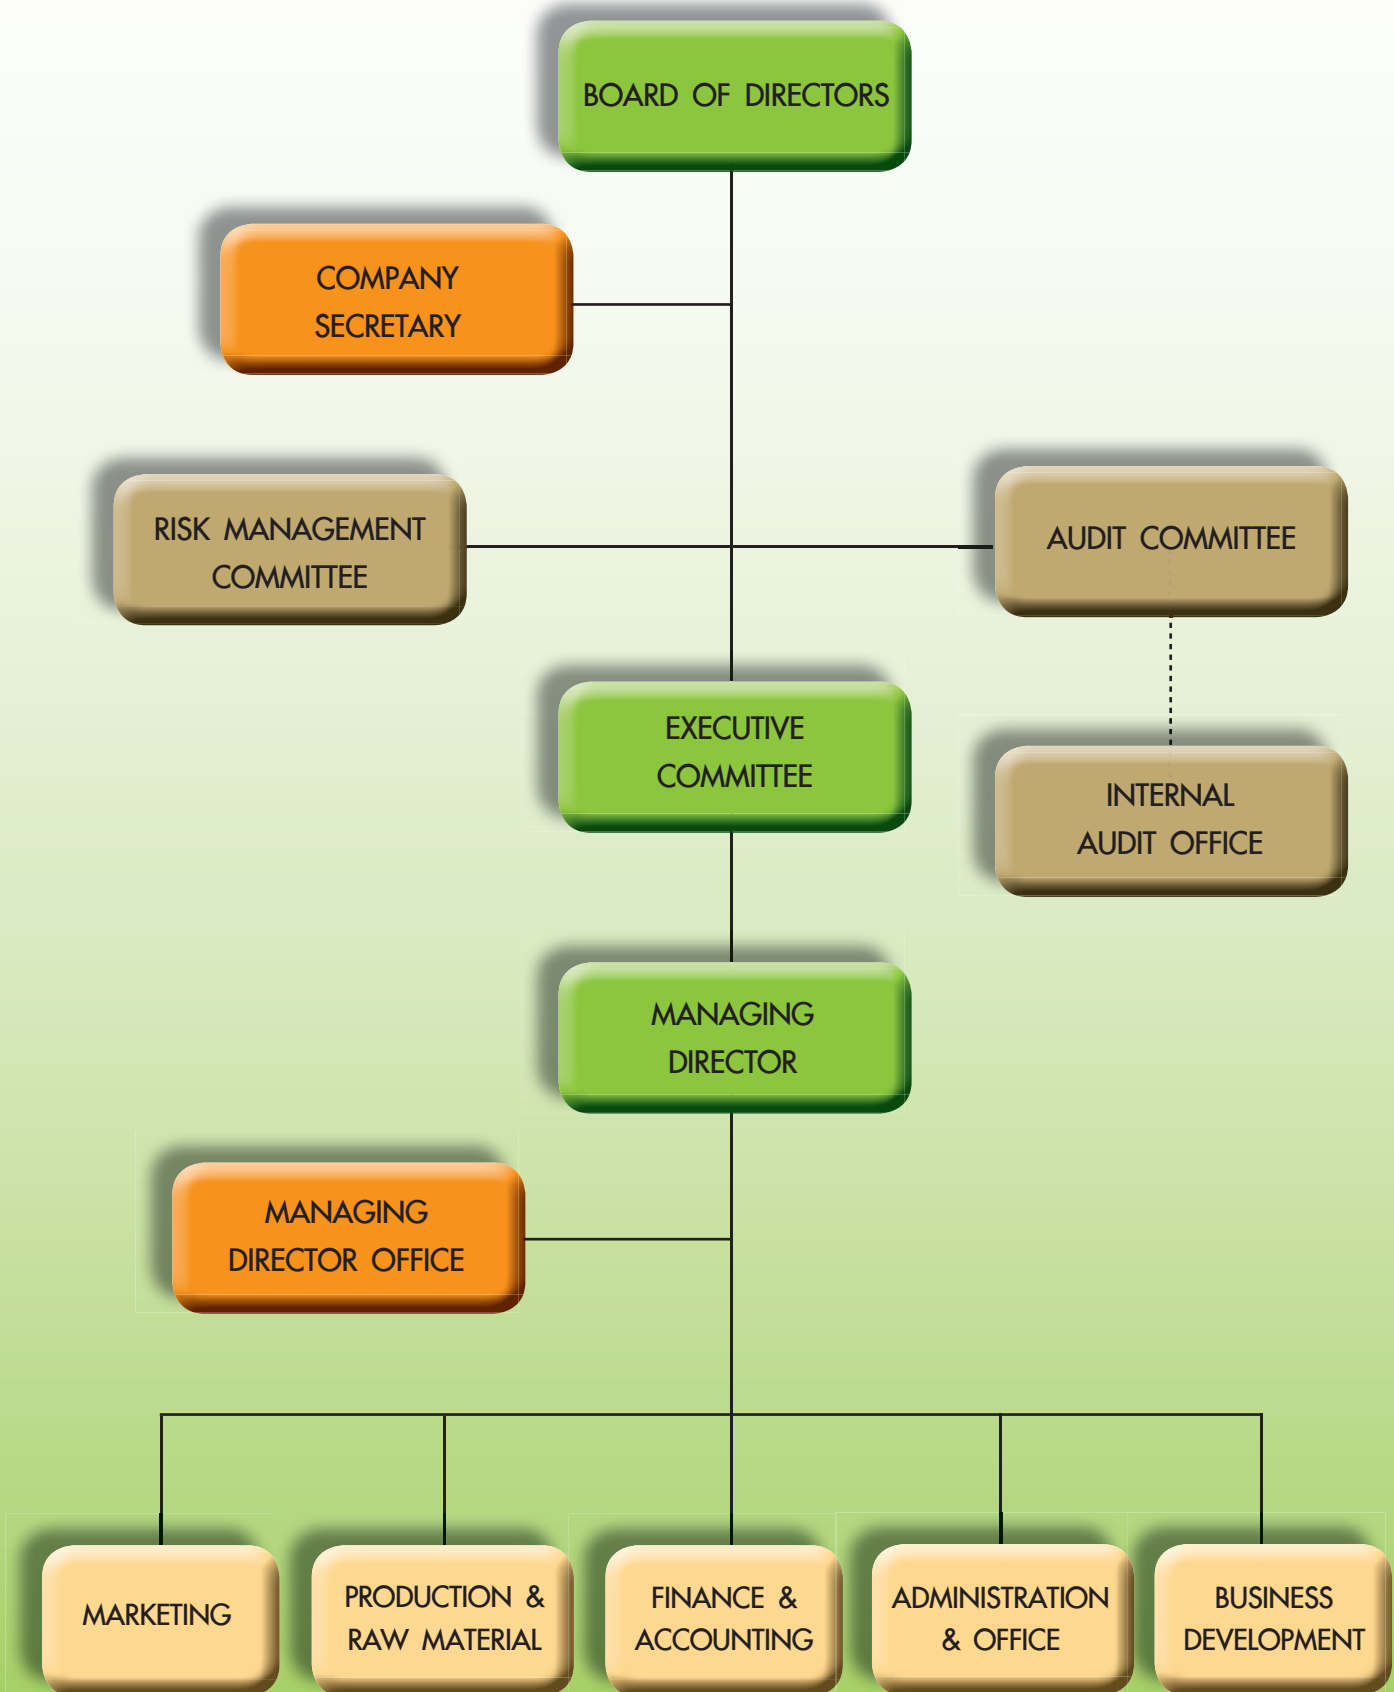 BOARD OF DIRECTORS
COMPANY
SECRETARY
RISK MANAGEMENT
COMMITTEE
AUDIT COMMITTEE
EXECUTIVE
COMMITTEE
INTERNAL
AUDIT OFFICE
MANAGING
DIRECTOR
MANAGING
DIRECTOR OFFICE
MARKETING
PRODUCTION &
RAW MATERIAL
FINANCE &
ACCOUNTING
ADMINISTRATION
& OFFICE
BUSINESS
DEVELOPMENT